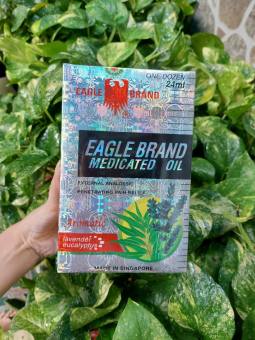 ONE DOZEN
24ml
EAGLE BRAND
EAGLE BRAND
MEDICATED OIL
EXTERNAL ANALGESIC
PENETRATING PAIN RELIEF
Aromatic
lavender
eucalyptus
MADE IN SINGAPORE